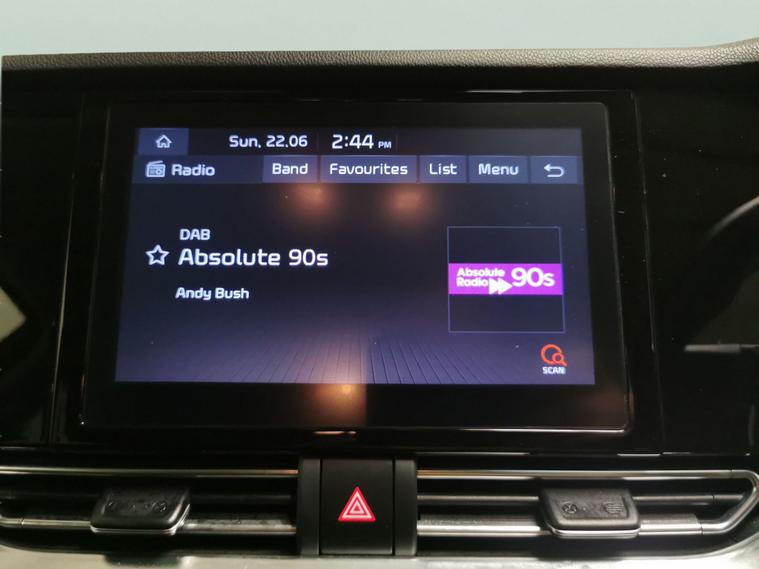 Sun, 22.06 2:44 PM
Radio Band Favourites List Menu
DAB
Absolute 90s
Andy Bush
Absolute
Radio 90s
SCAN